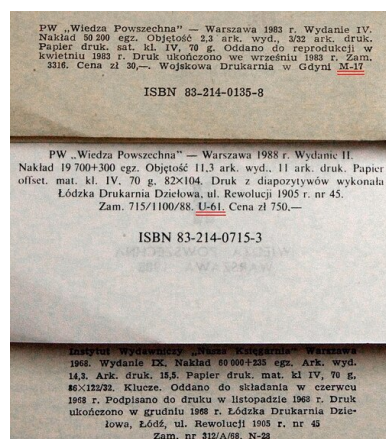 PW „Wiedza Powszechna" — Warszawa 1983 r. Wydanie IV.
Nakład 50 200 egz. Objętość 2,3 ark. wyd., 3/32 ark. druk.
Papier druk. sat. kl. IV, 70 g. Oddano do reprodukcji w
kwietniu 1983 r. Druk ukończono we wrześniu 1983 r. Zam.
3316. Cena zł 30,—. Wojskowa Drukarnia w Gdyni M-17
ISBN 83-214-0135-8
PW „Wiedza Powszechna" — Warszawa 1988 r. Wydanie II.
Nakład 19 700+300 egz. Objętość 11,3 ark. wyd., 11 ark. druk. Papier
offset. mat. kl. IV, 70 g, 82×104. Druk z diapozytywów wykonała
Łódzka Drukarnia Dziełowa, ul. Rewolucji 1905 r. nr 45.
Zam. 715/1100/88. U-61. Cena zł 750,—
ISBN 83-214-0715-3
Instytut Wydawniczy „Nasza Księgarnia" Warszawa
1968. Wydanie IX. Nakład 60 000+235 egz. Ark. wyd.
14,3. Ark. druk. 15,5. Papier druk. mat. kl IV, 70 g,
86×122/32. Klucze. Oddano do składania w czerwcu
1968 r. Podpisano do druku w listopadzie 1968 r. Druk
ukończono w grudniu 1968 r. Łódzka Drukarnia Dzie-
łowa, Łódź, ul. Rewolucji 1905 r. nr 45
Zam. nr 312/A/68. N-28